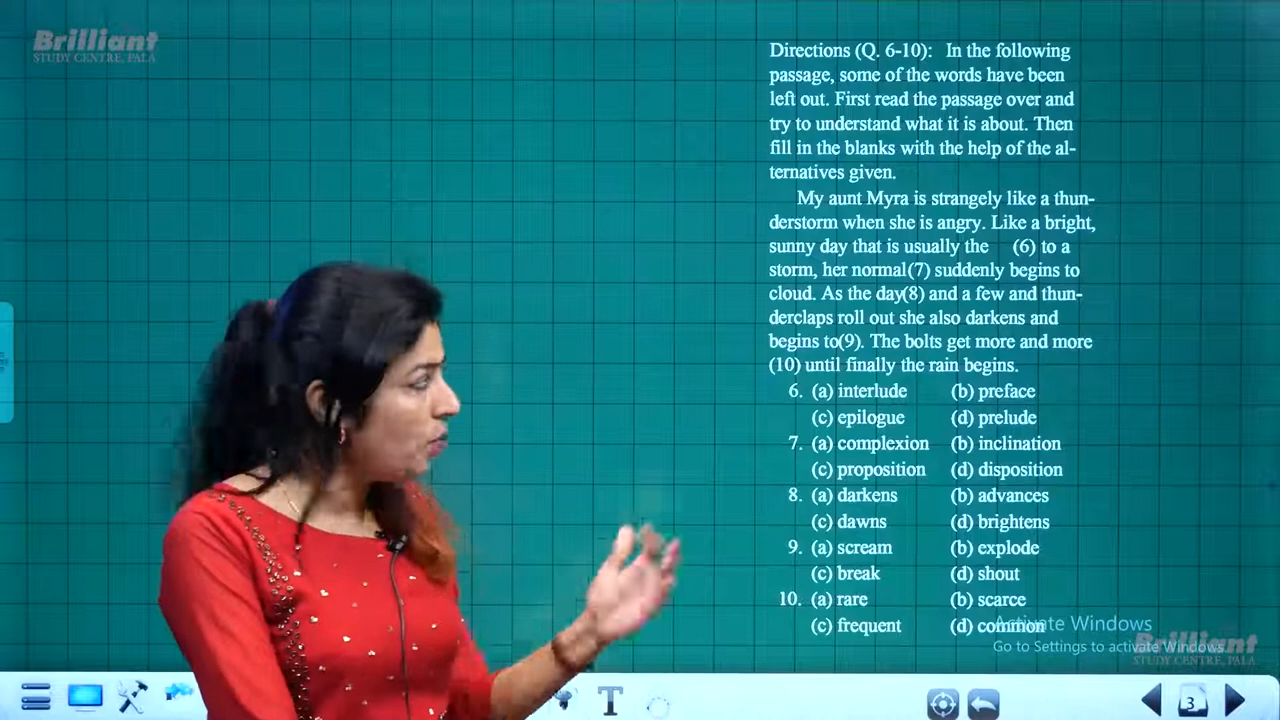 Brilliant
STUDY CENTRE, PALA
Directions (Q. 6-10): In the following
passage, some of the words have been
left out. First read the passage over and
try to understand what it is about. Then
fill in the blanks with the help of the al-
ternatives given.
My aunt Myra is strangely like a thun-
derstorm when she is angry. Like a bright,
sunny day that is usually the (6) to a
storm, her normal(7) suddenly begins to
cloud. As the day(8) and a few and thun-
derclaps roll out she also darkens and
begins to(9). The bolts get more and more
(10) until finally the rain begins.
6. (a) interlude (b) preface
(c) epilogue (d) prelude
7. (a) complexion (b) inclination
(c) proposition (d) disposition
8. (a) darkens (b) advances
(c) dawns (d) brightens
9. (a) scream (b) explode
(c) break (d) shout
10. (a) rare (b) scarce
(c) frequent (d) common
Activate Windows
Go to Settings to activate Windows.
Brilliant
STUDY CENTRE, PALA
T
3